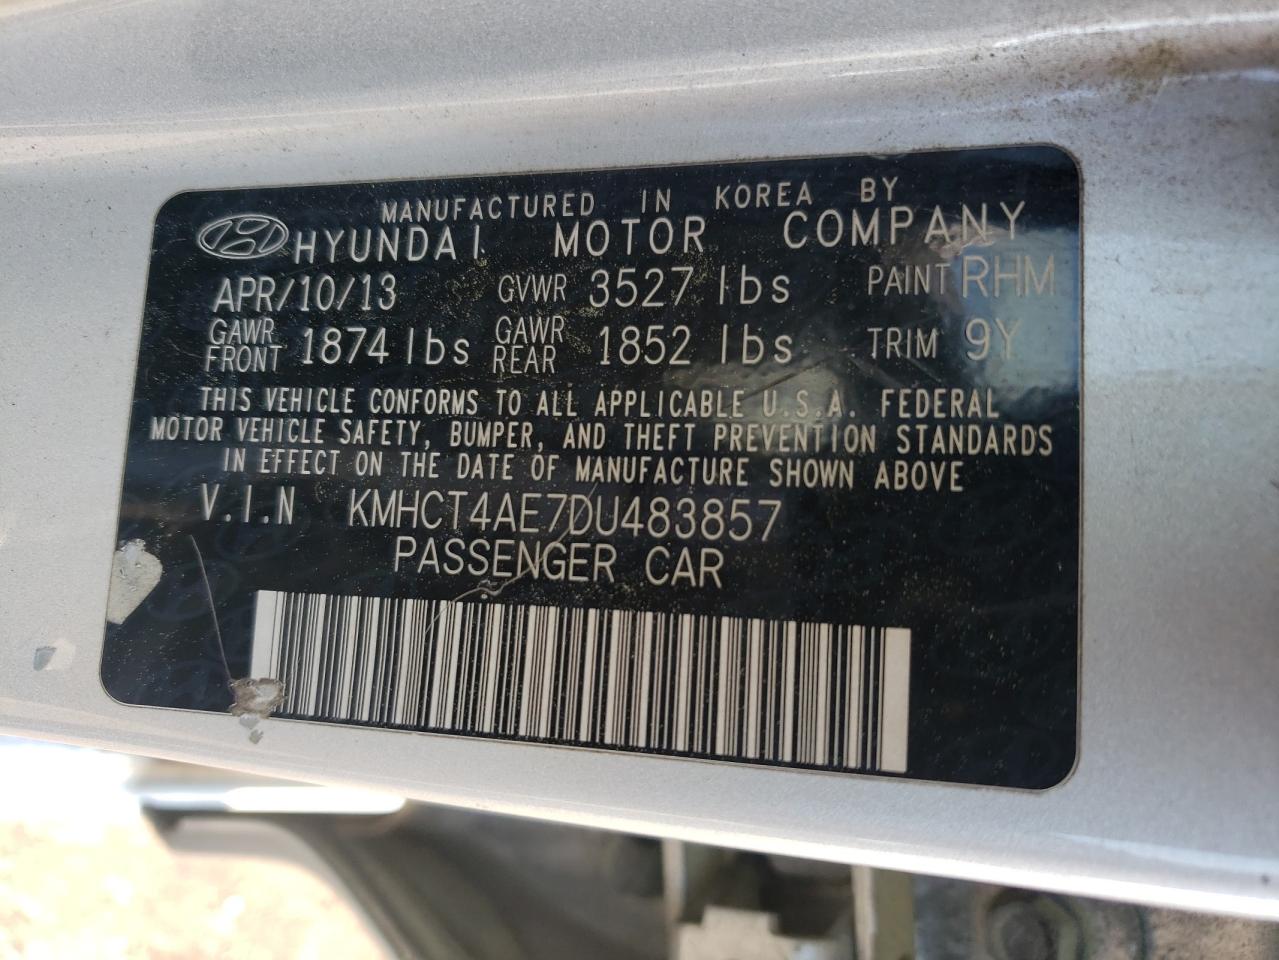 MANUFACTURED IN KOREA BY
HYUNDAI MOTOR COMPANY
APR/10/13 GVWR 3527 lbs PAINT RHM
GAWR FRONT 1874 lbs GAWR REAR 1852 lbs TRIM 9Y
THIS VEHICLE CONFORMS TO ALL APPLICABLE U.S.A. FEDERAL
MOTOR VEHICLE SAFETY, BUMPER, AND THEFT PREVENTION STANDARDS
IN EFFECT ON THE DATE OF MANUFACTURE SHOWN ABOVE
V.I.N KMHCT4AE7DU483857
PASSENGER CAR